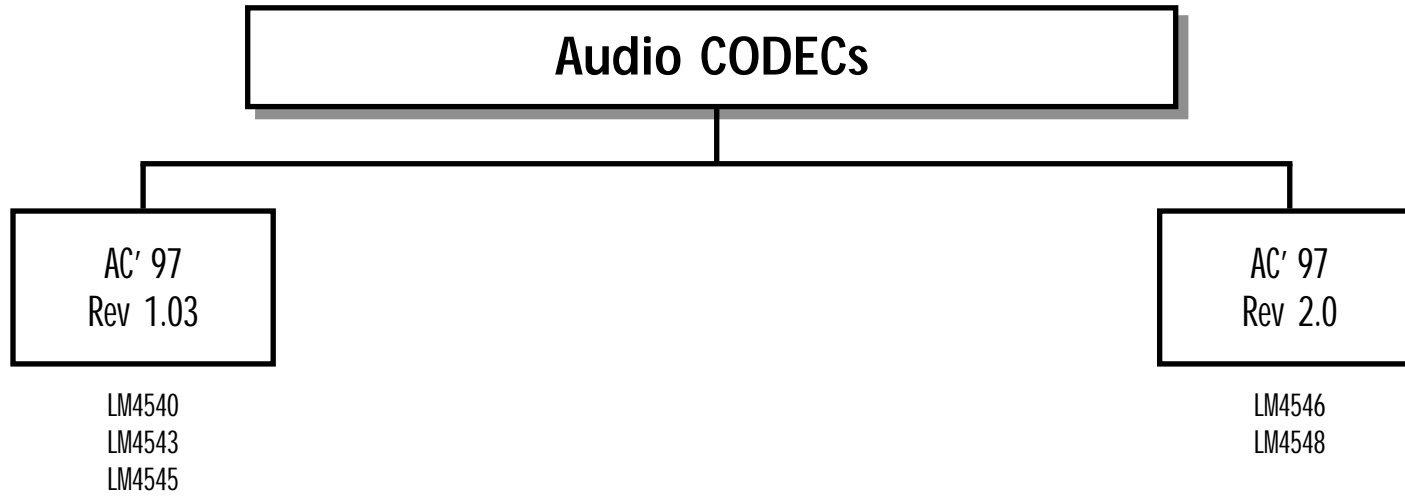 Audio CODECs
AC' 97
Rev 1.03
LM4540
LM4543
LM4545
AC' 97
Rev 2.0
LM4546
LM4548